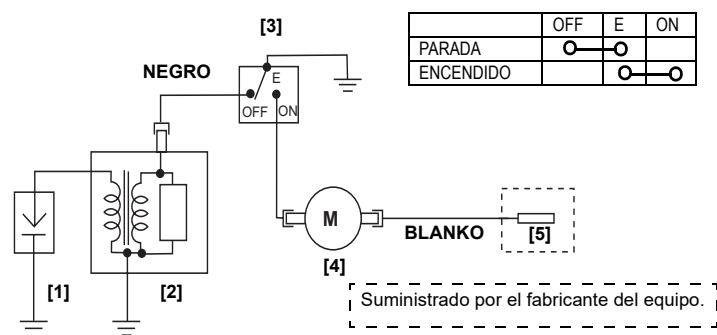 [3]
OFF E ON
PARADA
ENCENDIDO
NEGRO
E
OFF ON
M
BLANKO
[5]
[4]
[1]
[2]
Suministrado por el fabricante del equipo.